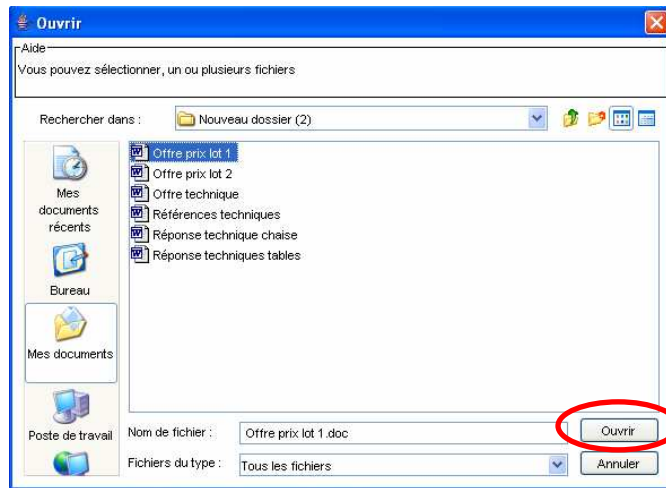 Ouvrir
Aide
Vous pouvez sélectionner, un ou plusieurs fichiers
Rechercher dans :
Nouveau dossier (2)
Mes documents récents
Bureau
Mes documents
Poste de travail
Offre prix lot 1
Offre prix lot 2
Offre technique
Références techniques
Réponse technique chaise
Réponse techniques tables
Nom de fichier :
Offre prix lot 1.doc
Ouvrir
Fichiers du type :
Tous les fichiers
Annuler